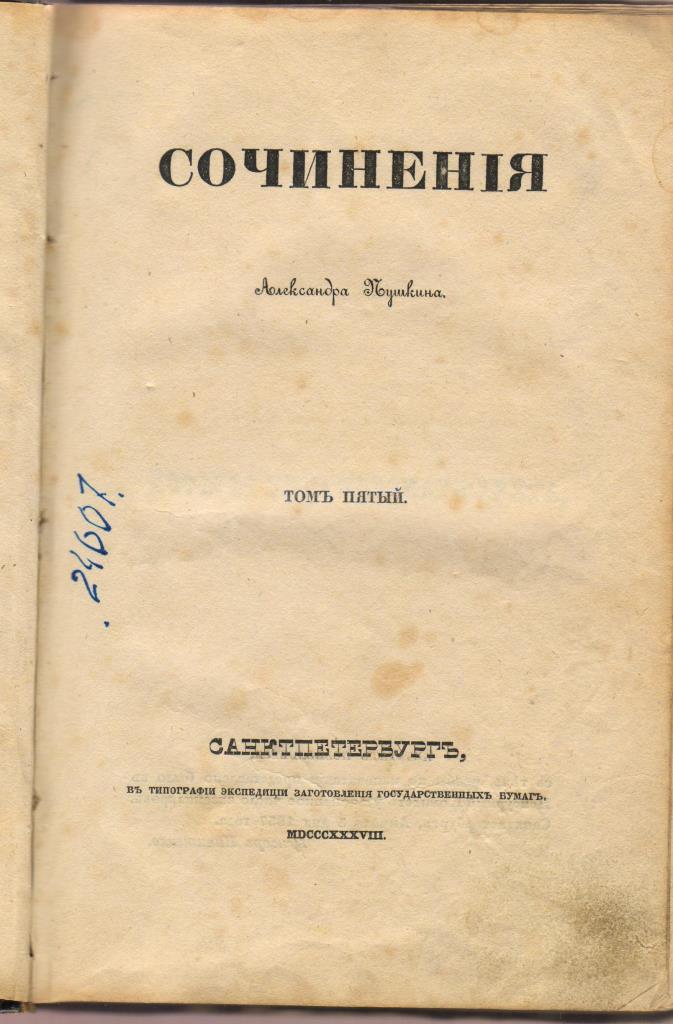 СОЧИНЕНІЯ
Александра Пушкина.
ТОМЪ ПЯТЫЙ.
. 24607.
САНКТПЕТЕРБУРГЪ,
ВЪ ТИПОГРАФІИ ЭКСПЕДИЦІИ ЗАГОТОВЛЕНІЯ ГОСУДАРСТВЕННЫХЪ БУМАГЪ.
MDCCCXXXVIII.